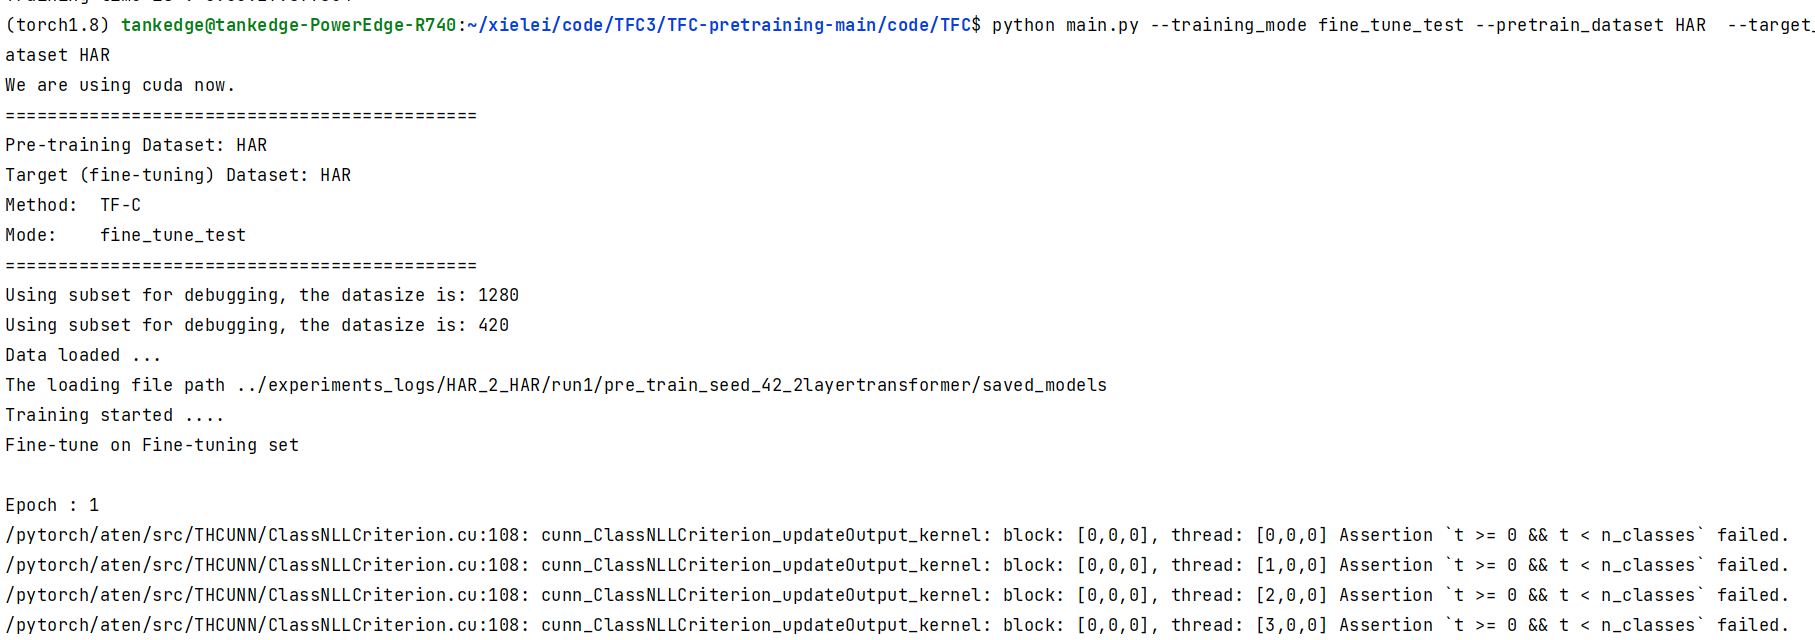 (torch1.8) tankedge@tankedge-PowerEdge-R740:~/xielei/code/TFC3/TFC-pretraining-main/code/TFC$ python main.py --training_mode fine_tune_test --pretrain_dataset HAR  --target_
ataset HAR
We are using cuda now.
=============================================
Pre-training Dataset: HAR
Target (fine-tuning) Dataset: HAR
Method:  TF-C
Mode:    fine_tune_test
=============================================
Using subset for debugging, the datasize is: 1280
Using subset for debugging, the datasize is: 420
Data loaded ...
The loading file path ../experiments_logs/HAR_2_HAR/run1/pre_train_seed_42_2layertransformer/saved_models
Training started ....
Fine-tune on Fine-tuning set
Epoch : 1
/pytorch/aten/src/THCUNN/ClassNLLCriterion.cu:108: cunn_ClassNLLCriterion_updateOutput_kernel: block: [0,0,0], thread: [0,0,0] Assertion `t >= 0 && t < n_classes` failed.
/pytorch/aten/src/THCUNN/ClassNLLCriterion.cu:108: cunn_ClassNLLCriterion_updateOutput_kernel: block: [0,0,0], thread: [1,0,0] Assertion `t >= 0 && t < n_classes` failed.
/pytorch/aten/src/THCUNN/ClassNLLCriterion.cu:108: cunn_ClassNLLCriterion_updateOutput_kernel: block: [0,0,0], thread: [2,0,0] Assertion `t >= 0 && t < n_classes` failed.
/pytorch/aten/src/THCUNN/ClassNLLCriterion.cu:108: cunn_ClassNLLCriterion_updateOutput_kernel: block: [0,0,0], thread: [3,0,0] Assertion `t >= 0 && t < n_classes` failed.